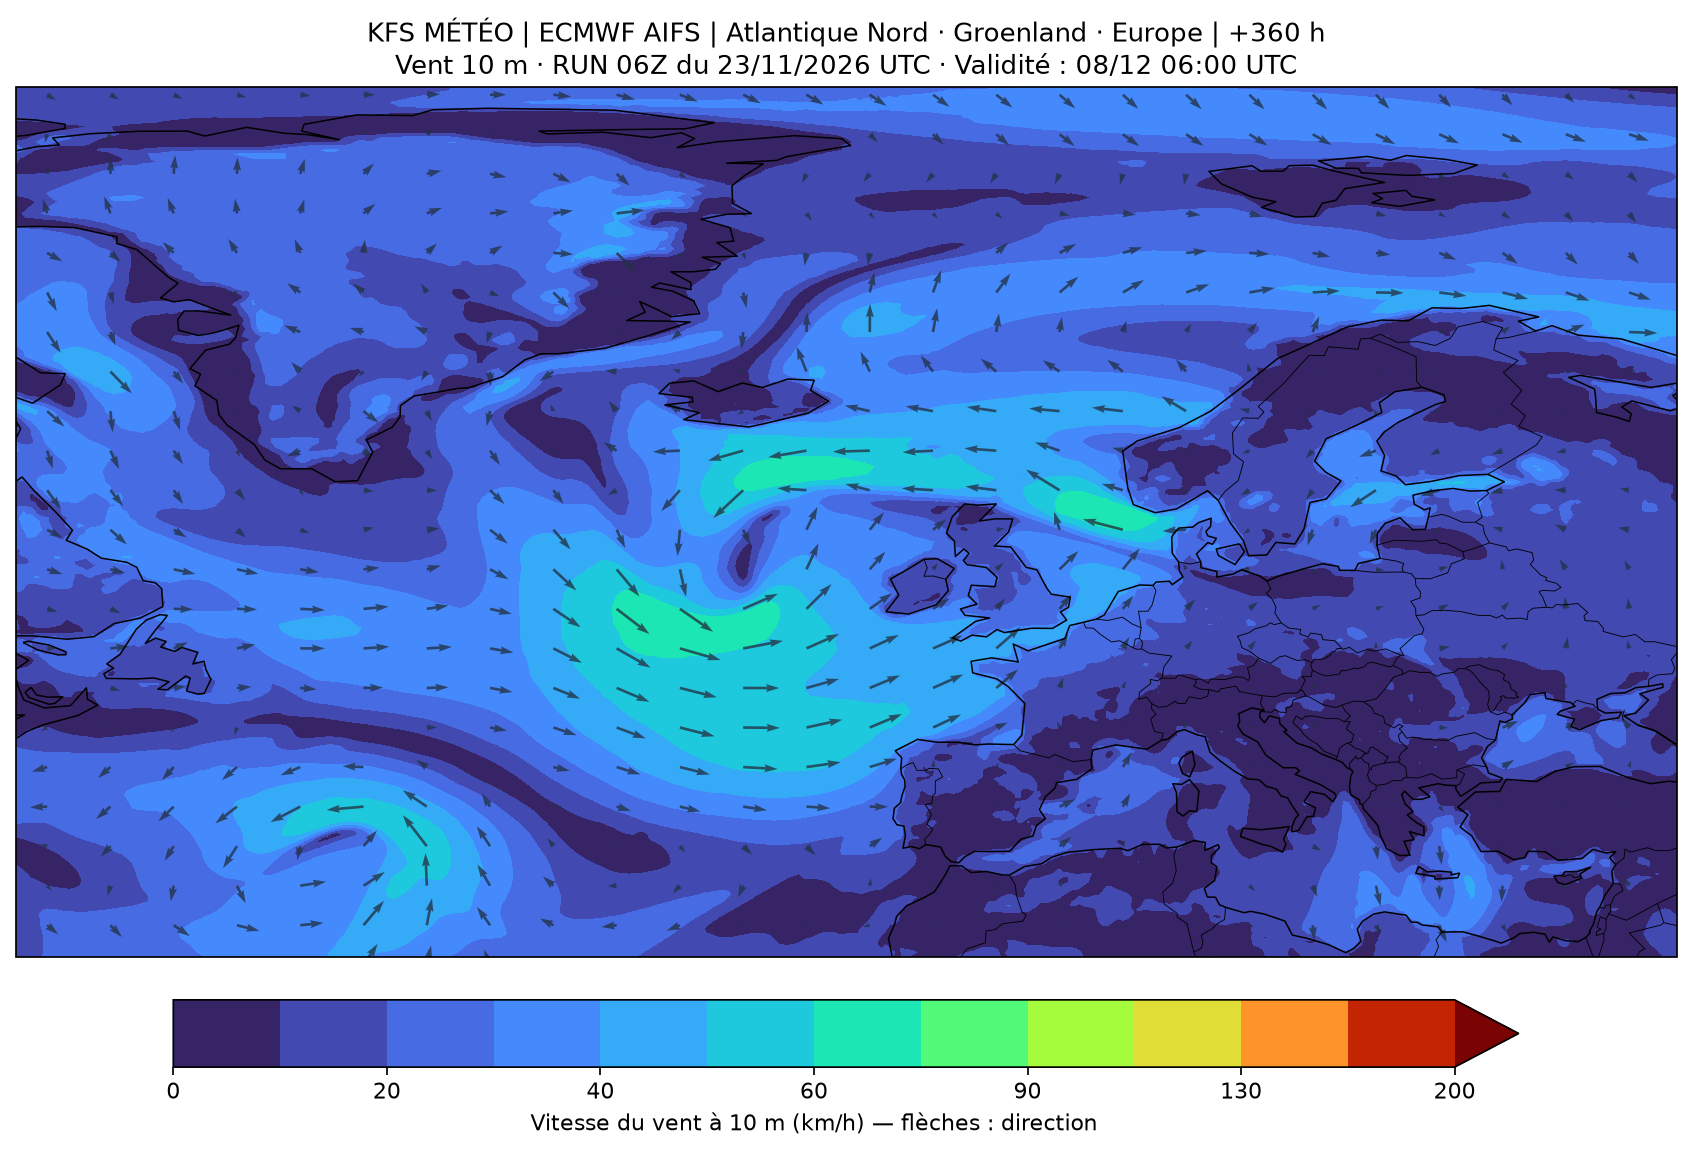 KFS MÉTÉO | ECMWF AIFS | Atlantique Nord · Groenland · Europe | +360 h
Vent 10 m · RUN 06Z du 23/11/2026 UTC · Validité : 08/12 06:00 UTC
0 20 40 60 90 130 200
Vitesse du vent à 10 m (km/h) — flèches : direction